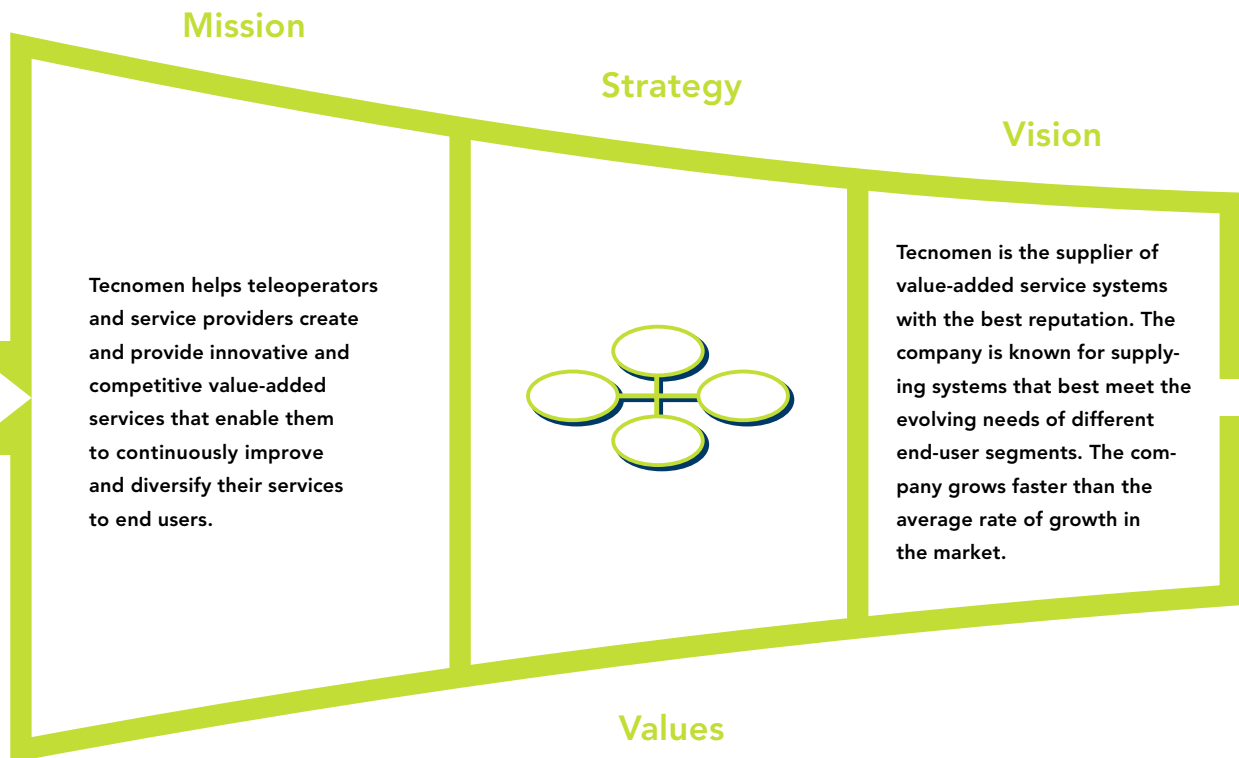 Mission
Strategy
Vision
Tecnomen helps teleoperators
and service providers create
and provide innovative and
competitive value-added
services that enable them
to continuously improve
and diversify their services
to end users.
Tecnomen is the supplier of
value-added service systems
with the best reputation. The
company is known for supply-
ing systems that best meet the
evolving needs of different
end-user segments. The com-
pany grows faster than the
average rate of growth in
the market.
Values